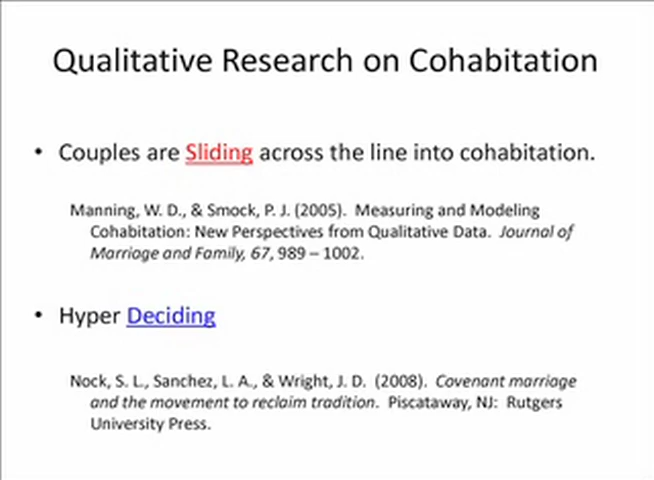 Qualitative Research on Cohabitation
• Couples are Sliding across the line into cohabitation.
Manning, W. D., & Smock, P. J. (2005). Measuring and Modeling
Cohabitation: New Perspectives from Qualitative Data. Journal of
Marriage and Family, 67, 989 – 1002.
• Hyper Deciding
Nock, S. L., Sanchez, L. A., & Wright, J. D. (2008). Covenant marriage
and the movement to reclaim tradition. Piscataway, NJ: Rutgers
University Press.